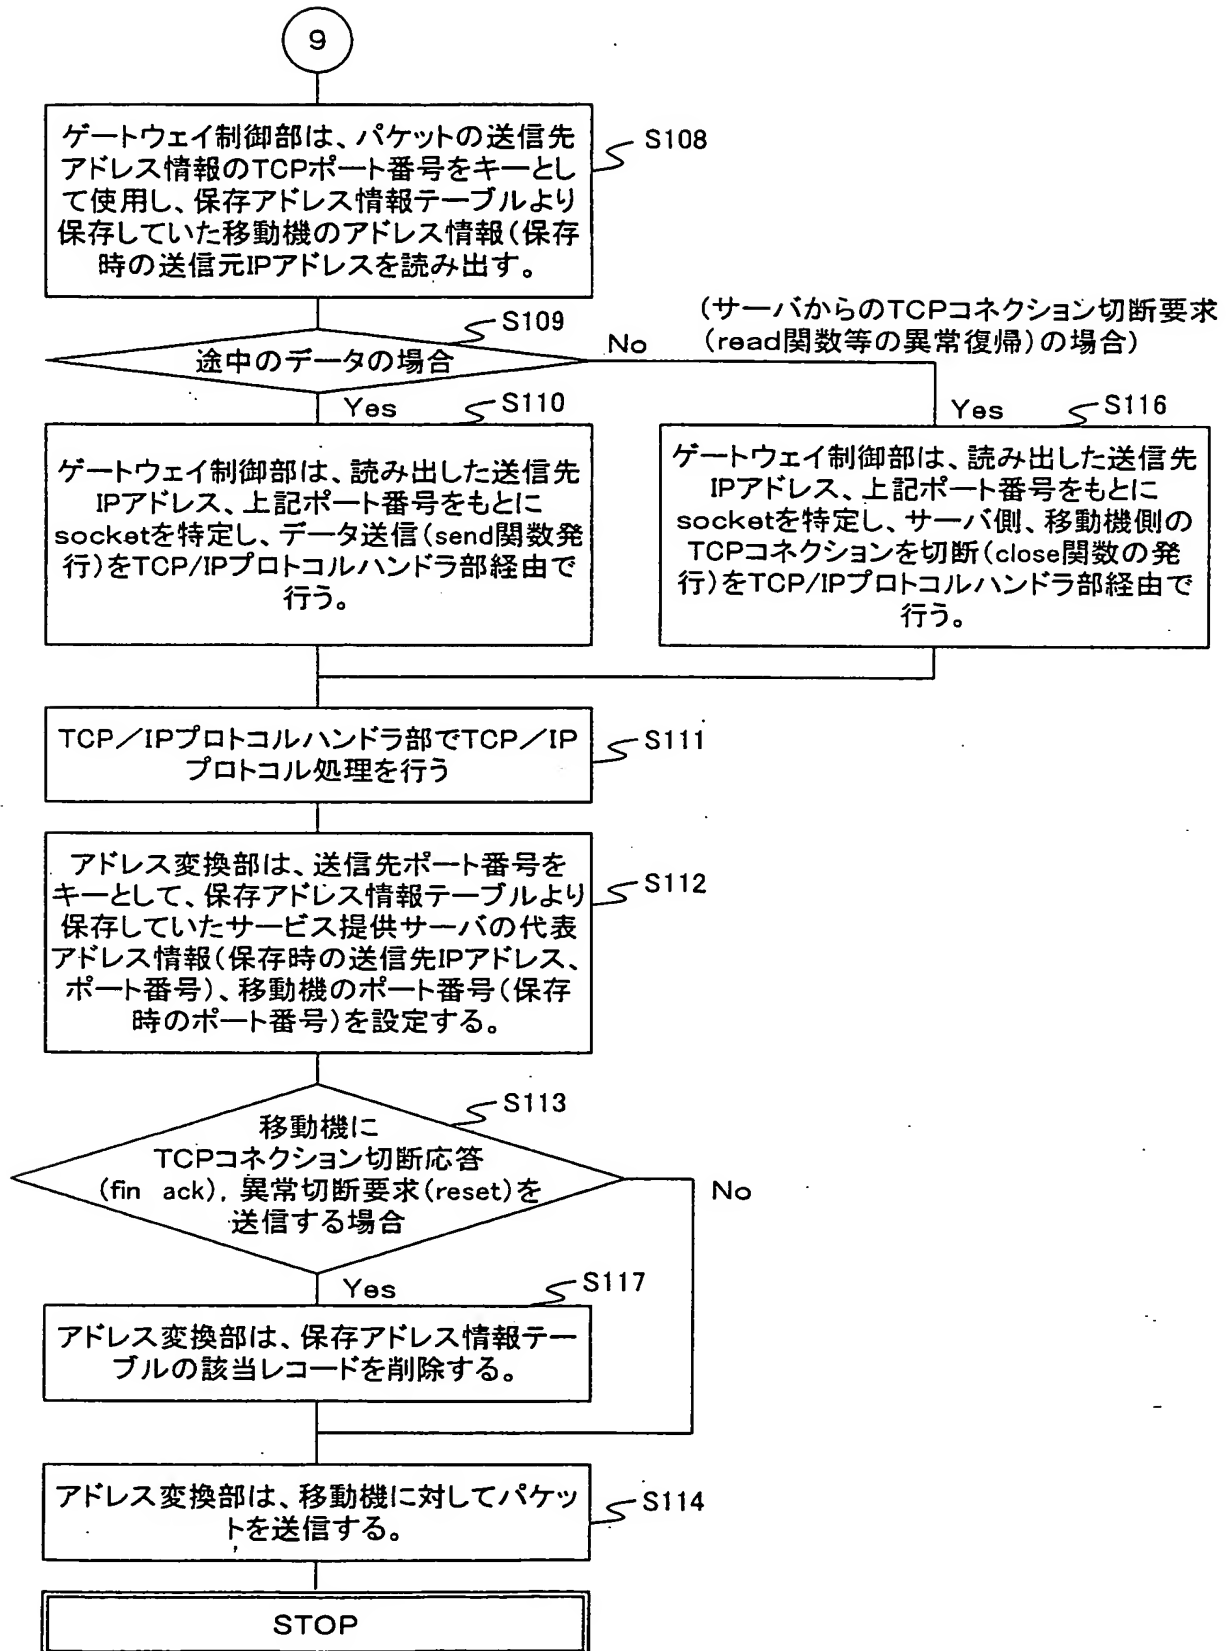 9
ゲートウェイ制御部は、パケットの送信先
アドレス情報のTCPポート番号をキーとし
て使用し、保存アドレス情報テーブルより
保存していた移動機のアドレス情報(保存
時の送信元IPアドレスを読み出す。
S108
S109
途中のデータの場合
No
(サーバからのTCPコネクション切断要求
(read関数等の異常復帰)の場合)
Yes
S110
Yes
S116
ゲートウェイ制御部は、読み出した送信先
IPアドレス、上記ポート番号をもとに
socketを特定し、データ送信(send関数発
行)をTCP/IPプロトコルハンドラ部経由で
行う。
ゲートウェイ制御部は、読み出した送信先
IPアドレス、上記ポート番号をもとに
socketを特定し、サーバ側、移動機側の
TCPコネクションを切断(close関数の発
行)をTCP/IPプロトコルハンドラ部経由で
行う。
TCP/IPプロトコルハンドラ部でTCP/IP
プロトコル処理を行う
S111
アドレス変換部は、送信先ポート番号を
キーとして、保存アドレス情報テーブルより
保存していたサービス提供サーバの代表
アドレス情報(保存時の送信先IPアドレス、
ポート番号)、移動機のポート番号(保存
時のポート番号)を設定する。
S112
S113
移動機に
TCPコネクション切断応答
(fin ack), 異常切断要求(reset)を
送信する場合
No
Yes
S117
アドレス変換部は、保存アドレス情報テー
ブルの該当レコードを削除する。
アドレス変換部は、移動機に対してパケッ
トを送信する。
S114
STOP